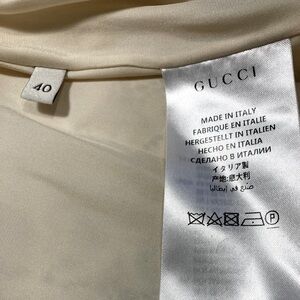 40
GUCCI
MADE IN ITALY
FABRIQUE EN ITALIE
HERGESTELLT IN ITALIEN
HECHO EN ITALIA
СДЕЛАНО В ИТАЛИИ
イタリア製
产地:意大利
صنع في إيطاليا
P